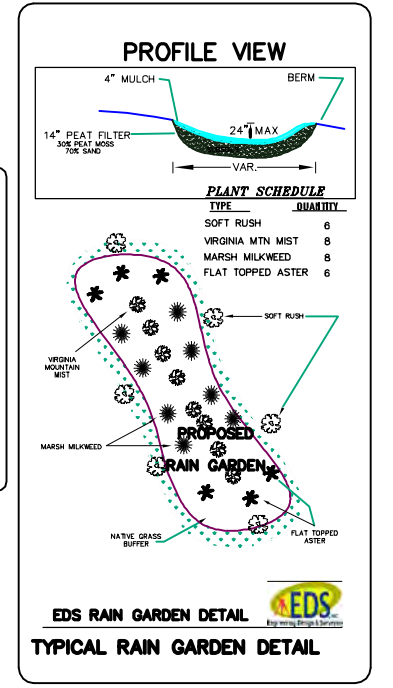 PROFILE VIEW
4" MULCH
BERM
14" PEAT FILTER
30% PEAT MOSS
70% SAND
24" MAX
VAR.
PLANT SCHEDULE
TYPE QUANTITY
SOFT RUSH 6
VIRGINIA MTN MIST 8
MARSH MILKWEED 8
FLAT TOPPED ASTER 6
SOFT RUSH
VIRGINIA
MOUNTAIN
MIST
PROPOSED
RAIN GARDEN
MARSH MILKWEED
NATIVE GRASS
BUFFER
FLAT TOPPED
ASTER
EDS RAIN GARDEN DETAIL
EDS
Engineering Design & Surveying
TYPICAL RAIN GARDEN DETAIL